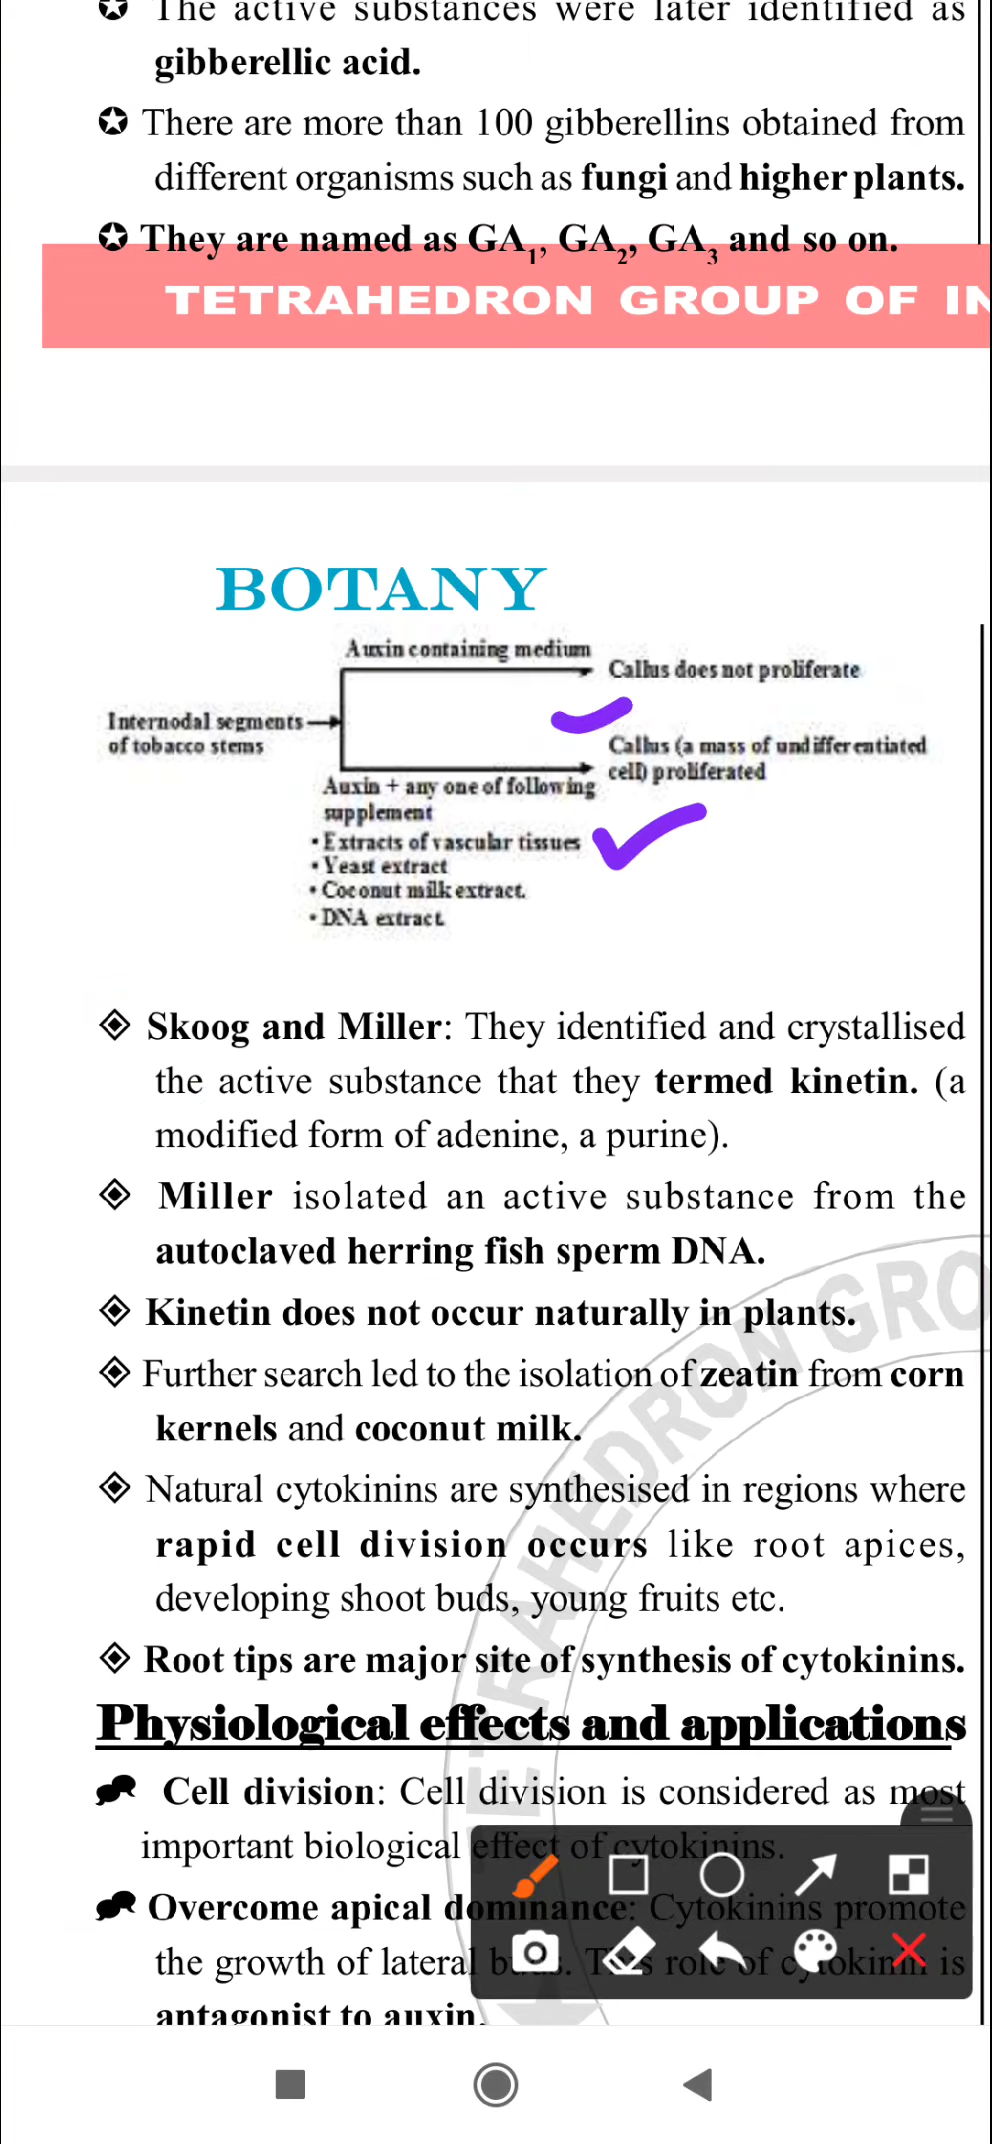 The active substances were later identified as
gibberellic acid.
✪ There are more than 100 gibberellins obtained from
different organisms such as fungi and higher plants.
✪ They are named as GA1, GA2, GA3 and so on.
TETRAHEDRON GROUP OF IN
BOTANY
Auxin containing medium
Callus does not proliferate
Internodal segments
of tobacco stems
Callus (a mass of undifferentiated
cell) proliferated
Auxin + any one of following
supplement
• Extracts of vascular tissues
• Yeast extract
• Coconut milk extract.
• DNA extract
Skoog and Miller: They identified and crystallised
the active substance that they termed kinetin. (a
modified form of adenine, a purine).
Miller isolated an active substance from the
autoclaved herring fish sperm DNA.
Kinetin does not occur naturally in plants.
Further search led to the isolation of zeatin from corn
kernels and coconut milk.
Natural cytokinins are synthesised in regions where
rapid cell division occurs like root apices,
developing shoot buds, young fruits etc.
Root tips are major site of synthesis of cytokinins.
Physiological effects and applications
Cell division: Cell division is considered as most
important biological effect of cytokinins.
Overcome apical dominance: Cytokinins promote
the growth of lateral buds. This role of cytokinin is
antagonist to auxin.
TETRAHEDRON GRO